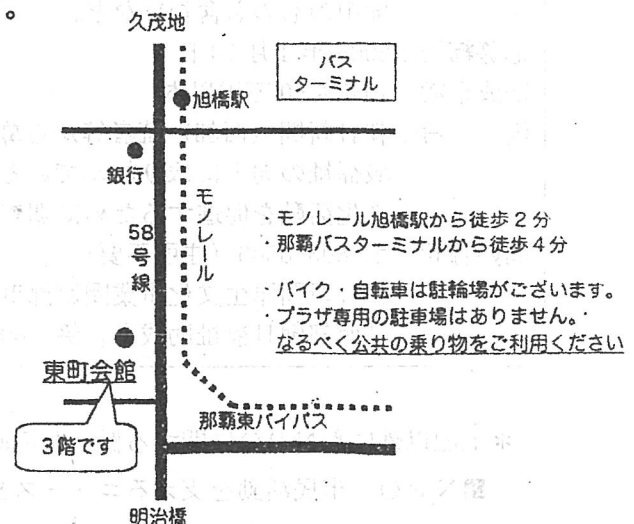 久茂地
バス
ターミナル
旭橋駅
銀行
モノレール
58号線
・モノレール旭橋駅から徒歩2分
・那覇バスターミナルから徒歩4分
・バイク・自転車は駐輪場がございます。
・プラザ専用の駐車場はありません。
なるべく公共の乗り物をご利用ください
東町会館
3階です
那覇東バイパス
明治橋